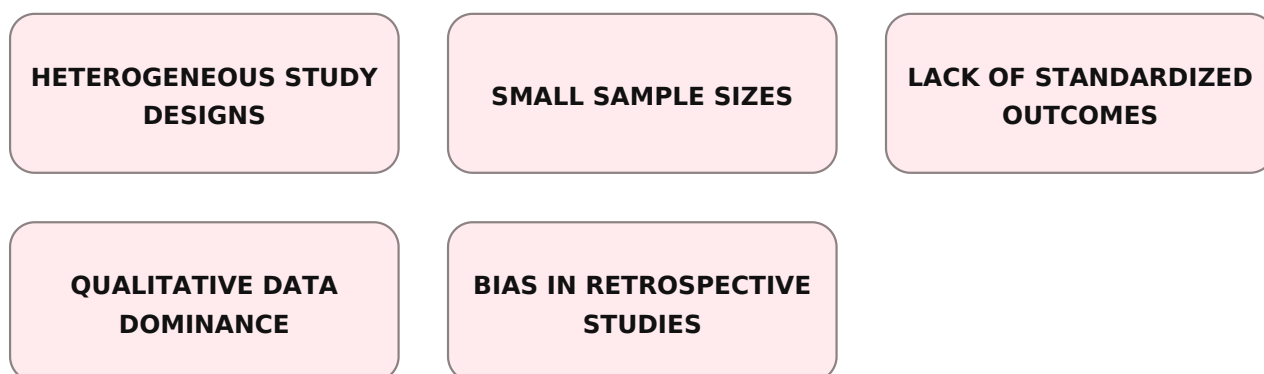 HETEROGENEOUS STUDY
DESIGNS
SMALL SAMPLE SIZES
LACK OF STANDARDIZED
OUTCOMES
QUALITATIVE DATA
DOMINANCE
BIAS IN RETROSPECTIVE
STUDIES